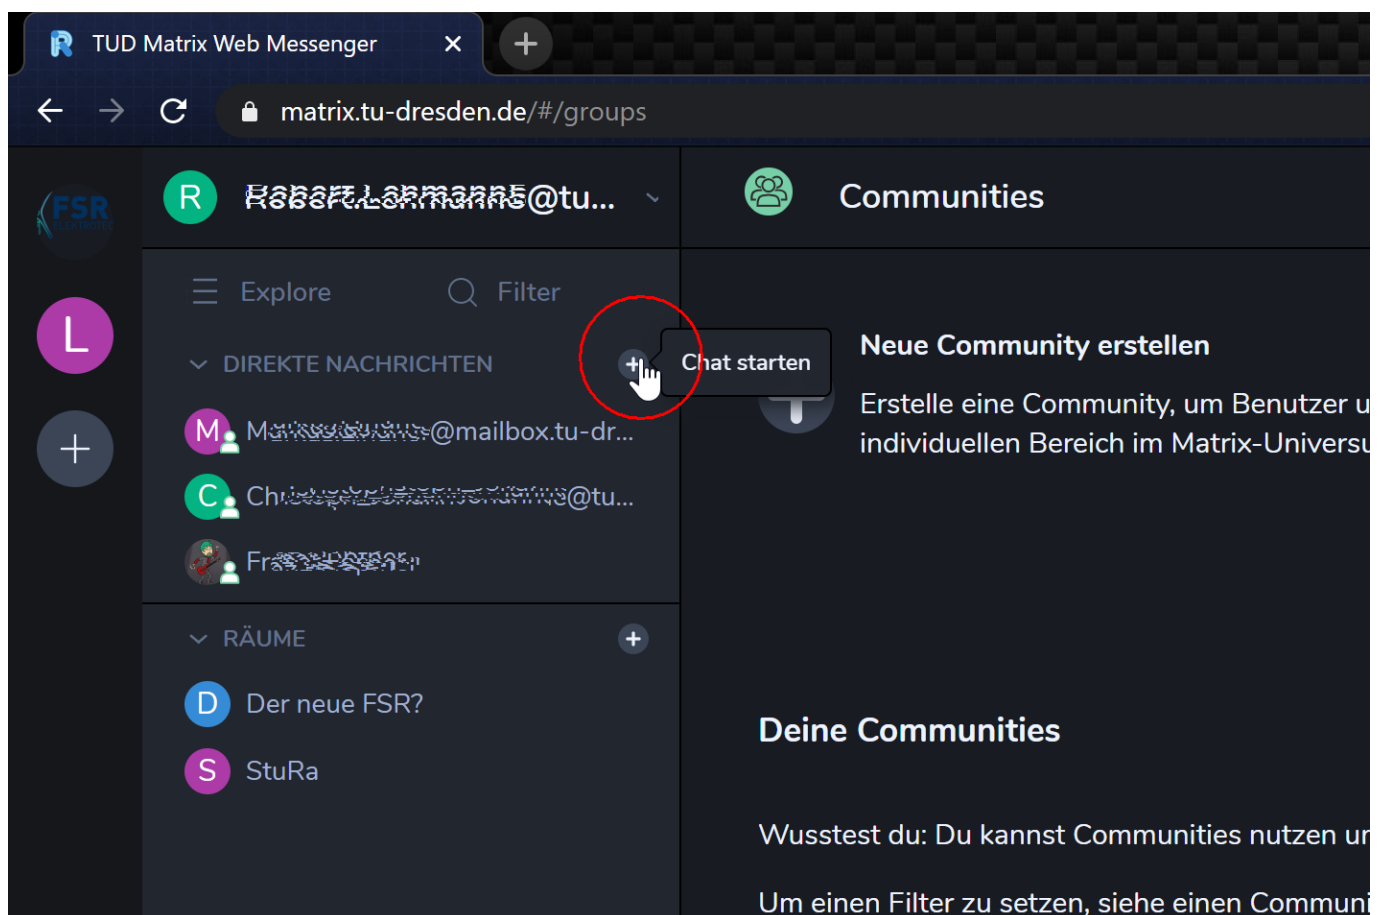 TUD Matrix Web Messenger
matrix.tu-dresden.de/#/groups
FSR
R
@tu...
Communities
Explore
Filter
L
DIREKTE NACHRICHTEN
Chat starten
Neue Community erstellen
Erstelle eine Community, um Benutzer u
individuellen Bereich im Matrix-Universu
M
@mailbox.tu-dr...
C
@tu...
RÄUME
D
Der neue FSR?
S
StuRa
Deine Communities
Wusstest du: Du kannst Communities nutzen un
Um einen Filter zu setzen, siehe einen Communi